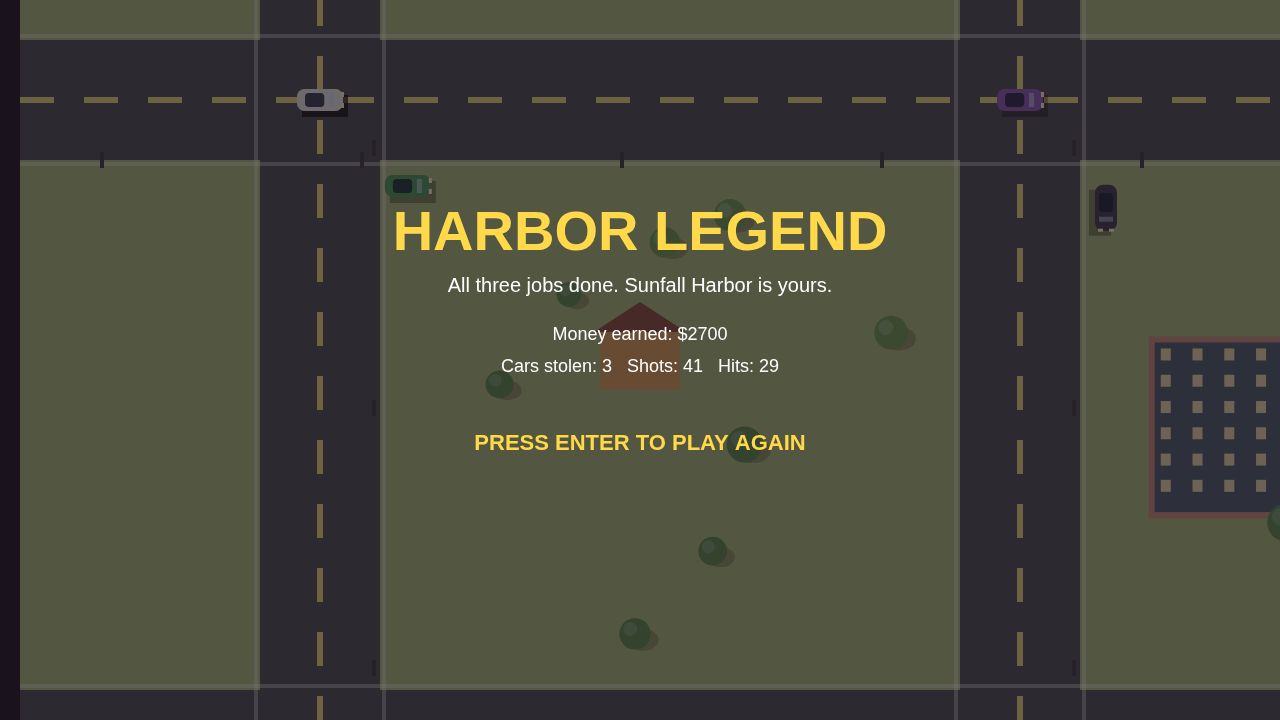 HARBOR LEGEND
All three jobs done. Sunfall Harbor is yours.
Money earned: $2700
Cars stolen: 3   Shots: 41   Hits: 29
PRESS ENTER TO PLAY AGAIN